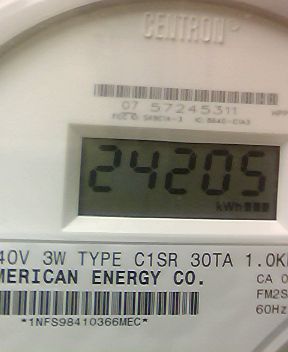 CENTRON
07 57245311
24205
kWh
40V 3W TYPE C1SR 30TA 1.0K
MERICAN ENERGY CO.
CA 0
FM2S
60Hz
*1NFS98410366MEC*